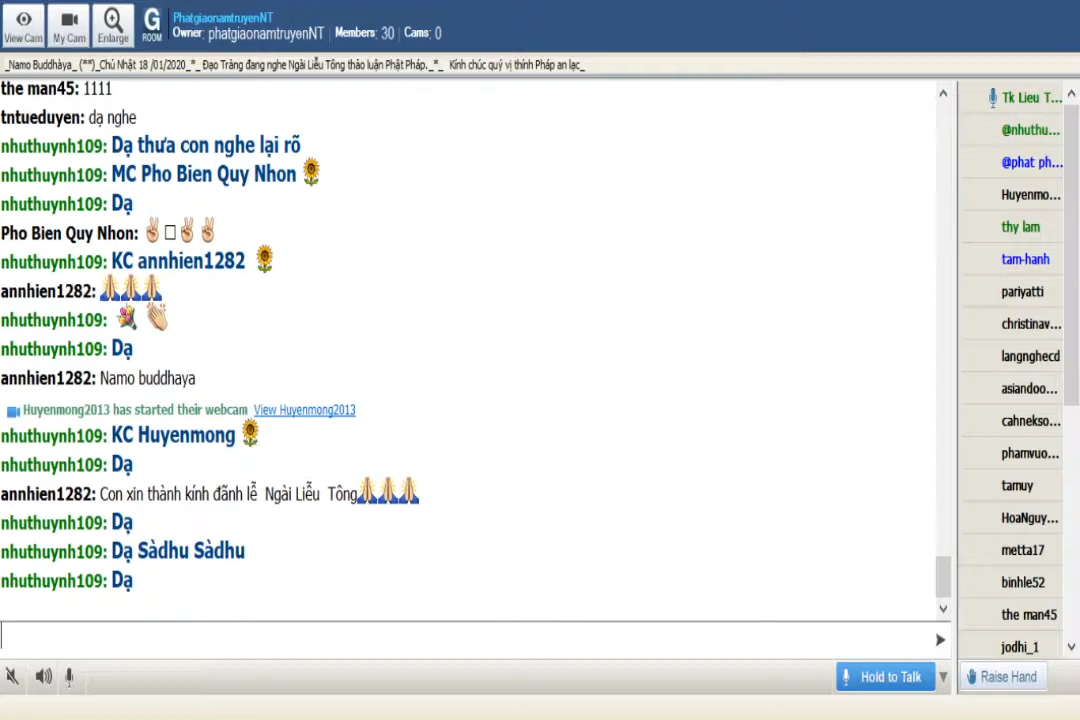 View Cam
My Cam
Enlarge
G
ROOM
PhatgiaonamtruyenNT
Owner: phatgiaonamtruyenNT | Members: 30 | Cams: 0
_Namo Buddhàya_ (**)_Chủ Nhật 18 /01/2020_*_ Đạo Tràng đang nghe Ngài Liễu Tông thảo luận Phật Pháp._*_ Kính chúc quý vị thính Pháp an lạc_
the man45: 1111
tntueduyen: dạ nghe
nhuthuynh109: Dạ thưa con nghe lại rõ
nhuthuynh109: MC Pho Bien Quy Nhon 🌻
nhuthuynh109: Dạ
Pho Bien Quy Nhon: ✌□✌✌
nhuthuynh109: KC annhien1282 🌻
annhien1282: 🙏🙏🙏
nhuthuynh109: 💐 👏
nhuthuynh109: Dạ
annhien1282: Namo buddhaya
Huyenmong2013 has started their webcam View Huyenmong2013
nhuthuynh109: KC Huyenmong 🌻
nhuthuynh109: Dạ
annhien1282: Con xin thành kính đãnh lễ Ngài Liễu Tông🙏🙏🙏
nhuthuynh109: Dạ
nhuthuynh109: Dạ Sàdhu Sàdhu
nhuthuynh109: Dạ
Tk Lieu T...
@nhuthu...
@phat ph...
Huyenmo...
thy lam
tam-hanh
pariyatti
christinav...
langnghecd
asiandoo...
cahnekso...
phamvuo...
tamuy
HoaNguy...
metta17
binhle52
the man45
jodhi_1
Hold to Talk
Raise Hand